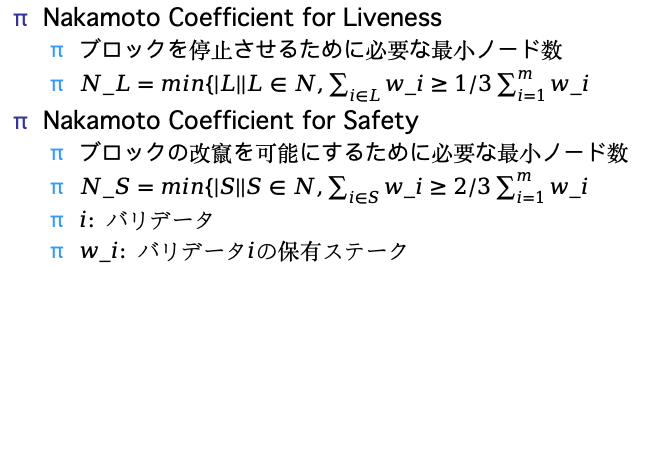 π Nakamoto Coefficient for Liveness
π ブロックを停止させるために必要な最小ノード数
π N_L = min{|L||L ∈ N, ∑_{i∈L} w_i ≥ 1/3 ∑_{i=1}^{m} w_i
π Nakamoto Coefficient for Safety
π ブロックの改竄を可能にするために必要な最小ノード数
π N_S = min{|S||S ∈ N, ∑_{i∈S} w_i ≥ 2/3 ∑_{i=1}^{m} w_i
π i: バリデータ
π w_i: バリデータiの保有ステーク